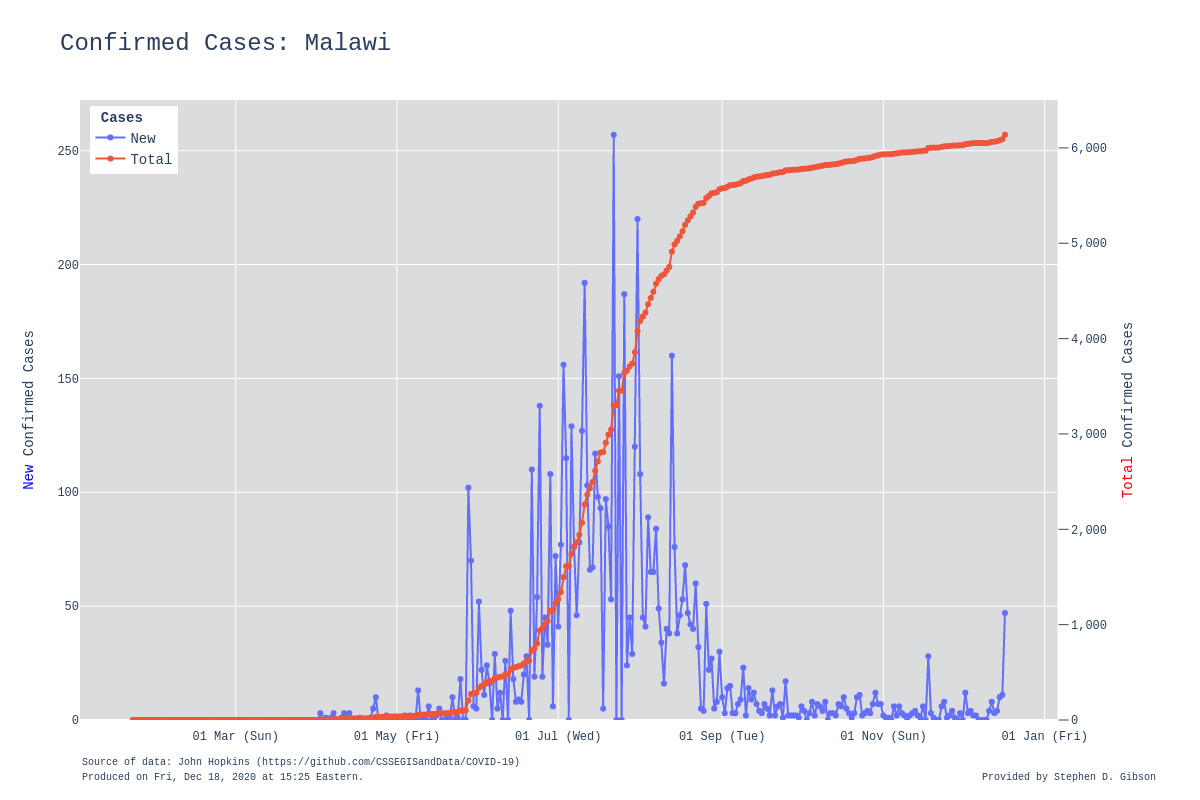 Confirmed Cases: Malawi
Cases
New
Total
250
200
150
100
50
0
6,000
5,000
4,000
3,000
2,000
1,000
0
New Confirmed Cases
Total Confirmed Cases
01 Mar (Sun)
01 May (Fri)
01 Jul (Wed)
01 Sep (Tue)
01 Nov (Sun)
01 Jan (Fri)
Source of data: John Hopkins (https://github.com/CSSEGISandData/COVID-19)
Produced on Fri, Dec 18, 2020 at 15:25 Eastern.
Provided by Stephen D. Gibson